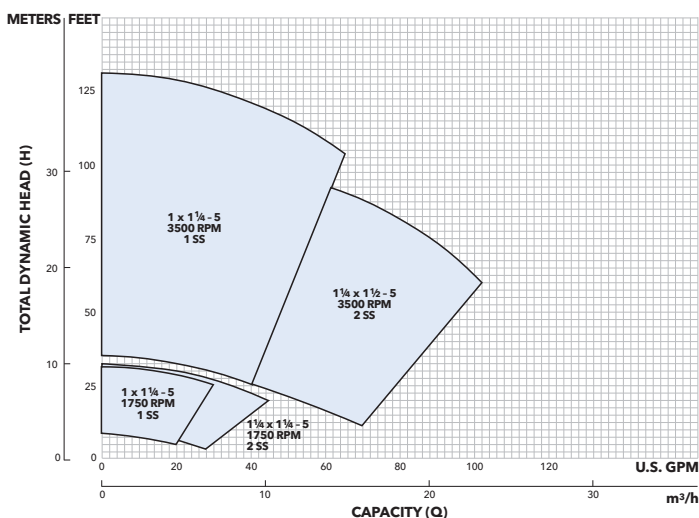 METERS FEET
125
100
75
50
25
0
30
20
10
0
TOTAL DYNAMIC HEAD (H)
1 x 1¼ - 5
3500 RPM
1 SS
1¼ x 1½ - 5
3500 RPM
2 SS
1 x 1¼ - 5
1750 RPM
1 SS
1¼ x 1¼ - 5
1750 RPM
2 SS
0 20 40 60 80 100 120 U.S. GPM
0 10 20 30 m³/h
CAPACITY (Q)